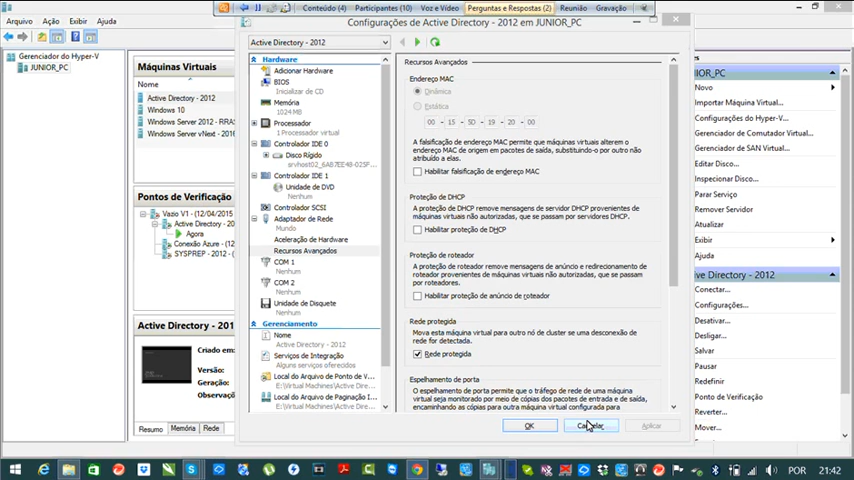 Conteúdo (4) Participantes (10) Voz e Vídeo Perguntas e Respostas (2) Reunião Gravação
Arquivo Ação Exibir Ajuda
Gerenciador do Hyper-V
JUNIOR_PC
Máquinas Virtuais
Nome
Active Directory - 2012
Windows 10
Windows Server 2012 - RRAS
Windows Server vNext - 2016
Pontos de Verificação
Vazio V1 - (12/04/2015
Active Directory -
Agora
Conexão Azure - (
SYSPREP - (12/04
Active Directory - 201
Criado em:
Versão:
Geração:
Observaçõ
Resumo Memória Rede
Configurações de Active Directory - 2012 em JUNIOR_PC
Active Directory - 2012
Hardware
Adicionar Hardware
BIOS
Inicializar de CD
Memória
1024 MB
Processador
1 Processador virtual
Controlador IDE 0
Disco Rígido
Controlador IDE 1
Unidade de DVD
Nenhum
Controlador SCSI
Adaptador de Rede
Mundo
Aceleração de Hardware
Recursos Avançados
COM 1
Nenhum
COM 2
Nenhum
Unidade de Disquete
Nenhum
Gerenciamento
Nome
Active Directory - 2012
Serviços de Integração
Alguns serviços oferecidos
Local do Arquivo de Ponto de V...
E:\Virtual Machines\Active Direc...
Local do Arquivo de Paginação I...
E:\Virtual Machines\Active Direc...
Recursos Avançados
Endereço MAC
Dinâmica
Estática
00 - 15 - 5D - 19 - 20 - 00
A falsificação de endereço MAC permite que máquinas virtuais alterem o
endereço MAC de origem em pacotes de saída, substituindo-o por outro não
atribuído a elas.
Habilitar falsificação de endereço MAC
Proteção de DHCP
A proteção de DHCP remove mensagens de servidor DHCP provenientes de
máquinas virtuais não autorizadas, que se passam por servidores DHCP.
Habilitar proteção de DHCP
Proteção de roteador
A proteção de roteador remove mensagens de anúncio e redirecionamento de
roteador provenientes de máquinas virtuais não autorizadas, que se passam
por roteadores.
Habilitar proteção de anúncio de roteador
Rede protegida
Mova esta máquina virtual para outro nó de cluster se uma desconexão de
rede for detectada.
Rede protegida
Espelhamento de porta
O espelhamento de porta permite que o tráfego de rede de uma máquina
virtual seja monitorado por meio de cópias dos pacotes de entrada e de saída,
encaminhando as cópias para outra máquina virtual configurada para
OK Cancelar Aplicar
IOR_PC
Novo
Importar Máquina Virtual...
Configurações do Hyper-V...
Gerenciador de Comutador Virtual...
Gerenciador de SAN Virtual...
Editar Disco...
Inspecionar Disco...
Parar Serviço
Remover Servidor
Atualizar
Exibir
Ajuda
ve Directory - 2012
Conectar...
Configurações...
Desativar...
Desligar...
Salvar
Pausar
Redefinir
Ponto de Verificação
Reverter...
Mover...
POR 21:42